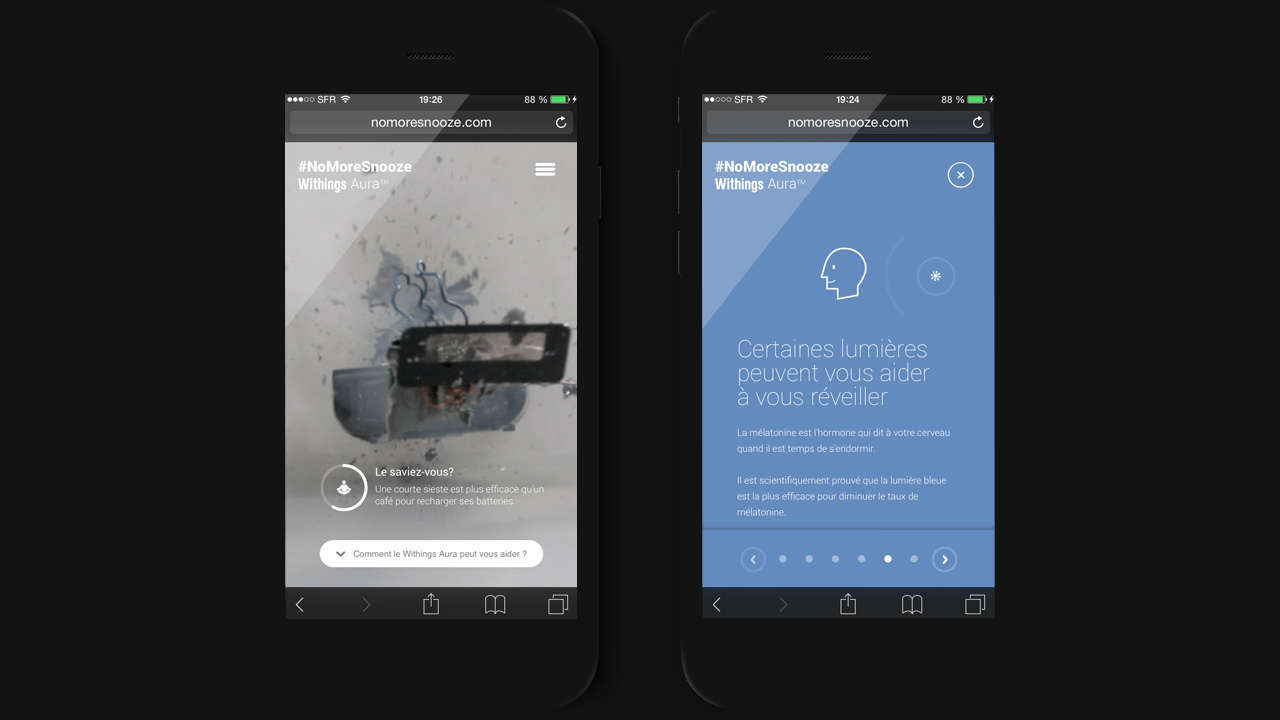 SFR 19:26 88 %
nomoresnooze.com
#NoMoreSnooze
Withings Aura™
Le saviez-vous?
Une courte sieste est plus efficace qu'un
café pour recharger ses batteries.
Comment le Withings Aura peut vous aider ?
SFR 19:24 88 %
nomoresnooze.com
#NoMoreSnooze
Withings Aura™
Certaines lumières
peuvent vous aider
à vous réveiller
La mélatonine est l'hormone qui dit à votre cerveau
quand il est temps de s'endormir.
Il est scientifiquement prouvé que la lumière bleue
est la plus efficace pour diminuer le taux de
mélatonine.